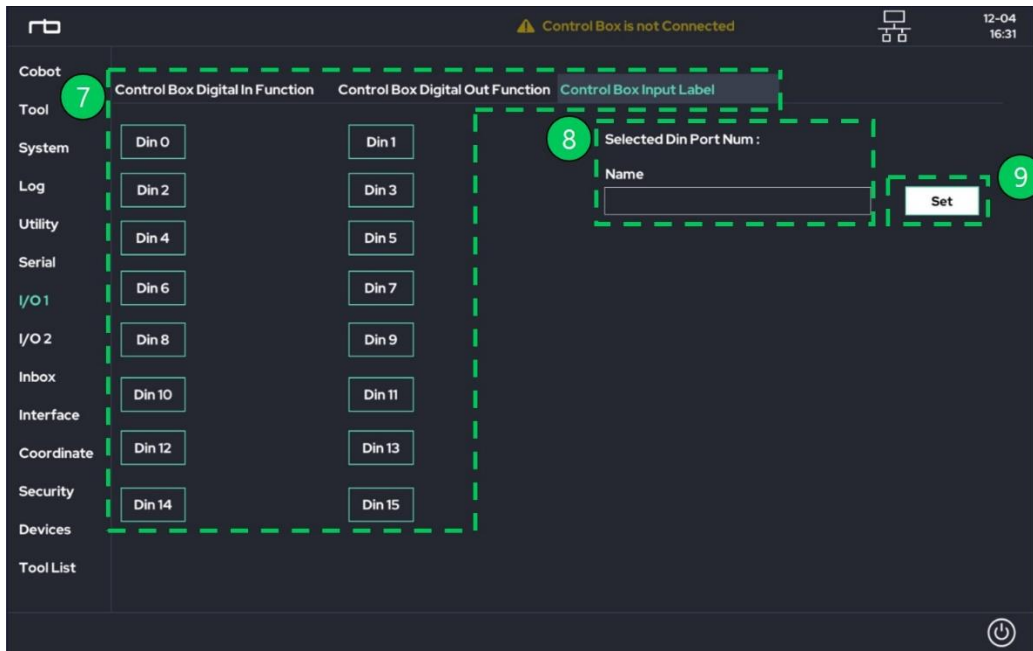 rb
Control Box is not Connected
12-04
16:31
Cobot
Tool
System
Log
Utility
Serial
I/O 1
I/O 2
Inbox
Interface
Coordinate
Security
Devices
Tool List
7
Control Box Digital In Function Control Box Digital Out Function Control Box Input Label
Din 0 Din 1
Din 2 Din 3
Din 4 Din 5
Din 6 Din 7
Din 8 Din 9
Din 10 Din 11
Din 12 Din 13
Din 14 Din 15
8
Selected Din Port Num :
Name
9
Set